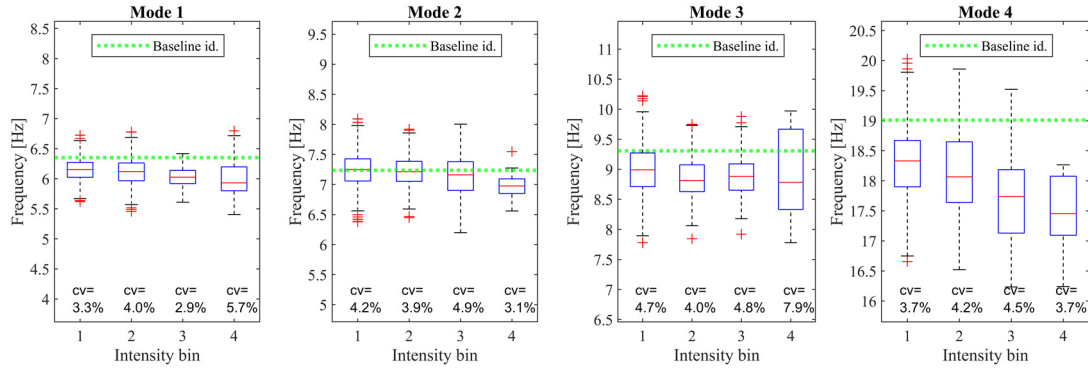 Mode 1
Mode 2
Mode 3
Mode 4
Baseline id.
Baseline id.
Baseline id.
Baseline id.
Frequency [Hz]
8.5
8
7.5
7
6.5
6
5.5
5
4.5
4
cv= cv= cv= cv=
3.3% 4.0% 2.9% 5.7%
1 2 3 4
Intensity bin
Frequency [Hz]
9.5
9
8.5
8
7.5
7
6.5
6
5.5
5
cv= cv= cv= cv=
4.2% 3.9% 4.9% 3.1%
1 2 3 4
Intensity bin
Frequency [Hz]
11
10.5
10
9.5
9
8.5
8
7.5
7
6.5
cv= cv= cv= cv=
4.7% 4.0% 4.8% 7.9%
1 2 3 4
Intensity bin
Frequency [Hz]
20.5
20
19.5
19
18.5
18
17.5
17
16.5
16
cv= cv= cv= cv=
3.7% 4.2% 4.5% 3.7%
1 2 3 4
Intensity bin